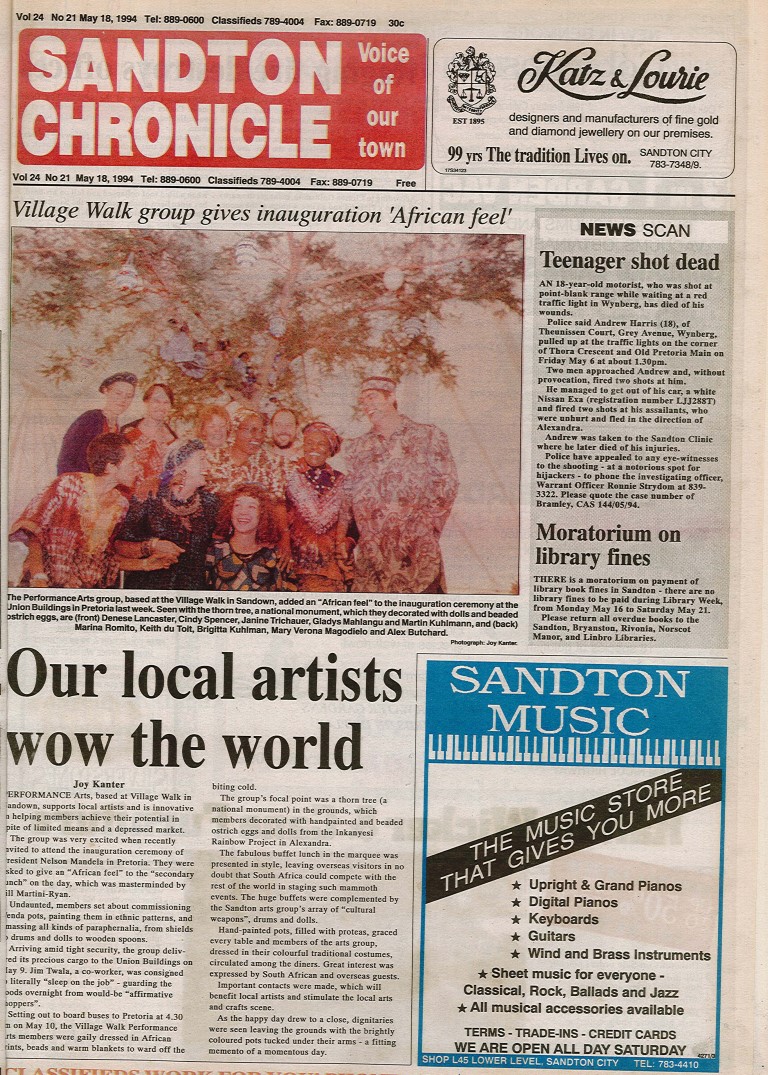 Vol 24 No 21 May 18, 1994 Tel: 889-0600 Classifieds 789-4004 Fax: 889-0719 30c
SANDTON
CHRONICLE
Voice
of
our
town
Vol 24 No 21 May 18, 1994 Tel: 889-0600 Classifieds 789-4004 Fax: 889-0719 Free
EST 1895
Katz & Lourie
designers and manufacturers of fine gold
and diamond jewellery on our premises.
99 yrs The tradition Lives on.
SANDTON CITY
783-7348/9.
Village Walk group gives inauguration 'African feel'
The PerformanceArts group, based at the Village Walk in Sandown, added an "African feel" to the inauguration ceremony at the
Union Buildings in Pretoria last week. Seen with the thorn tree, a national monument, which they decorated with dolls and beaded
ostrich eggs, are (front) Denese Lancaster, Cindy Spencer, Janine Trichauer, Gladys Mahlangu and Martin Kuhlmann, and (back)
Marina Romito, Keith du Toit, Brigitta Kuhlman, Mary Verona Magodielo and Alex Butchard.
Photograph: Joy Kanter.
NEWS SCAN
Teenager shot dead
AN 18-year-old motorist, who was shot at
point-blank range while waiting at a red
traffic light in Wynberg, has died of his
wounds.
Police said Andrew Harris (18), of
Theunissen Court, Grey Avenue, Wynberg,
pulled up at the traffic lights on the corner
of Thora Crescent and Old Pretoria Main on
Friday May 6 at about 1.30pm.
Two men approached Andrew and, without
provocation, fired two shots at him.
He managed to get out of his car, a white
Nissan Exa (registration number LJJ288T)
and fired two shots at his assailants, who
were unhurt and fled in the direction of
Alexandra.
Andrew was taken to the Sandton Clinic
where he later died of his injuries.
Police have appealed to any eye-witnesses
to the shooting - at a notorious spot for
hijackers - to phone the investigating officer,
Warrant Officer Ronnie Strydom at 839-
3322. Please quote the case number of
Bramley, CAS 144/05/94.
Moratorium on
library fines
THERE is a moratorium on payment of
library book fines in Sandton - there are no
library fines to be paid during Library Week,
from Monday May 16 to Saturday May 21.
Please return all overdue books to the
Sandton, Bryanston, Rivonia, Norscot
Manor, and Linbro Libraries.
Our local artists
wow the world
Joy Kanter
PERFORMANCE Arts, based at Village Walk in
andown, supports local artists and is innovative
helping members achieve their potential in
pite of limited means and a depressed market.
The group was very excited when recently
nvited to attend the inauguration ceremony of
resident Nelson Mandela in Pretoria. They were
sked to give an "African feel" to the "secondary
unch" on the day, which was masterminded by
ill Martini-Ryan.
Undaunted, members set about commissioning
enda pots, painting them in ethnic patterns, and
massing all kinds of paraphernalia, from shields
drums and dolls to wooden spoons.
Arriving amid tight security, the group deliv-
red its precious cargo to the Union Buildings on
ay 9. Jim Twala, a co-worker, was consigned
literally "sleep on the job" - guarding the
oods overnight from would-be "affirmative
oppers".
Setting out to board buses to Pretoria at 4.30
m on May 10, the Village Walk Performance
rts members were gaily dressed in African
rints, beads and warm blankets to ward off the
biting cold.
The group's focal point was a thorn tree (a
national monument) in the grounds, which
members decorated with handpainted and beaded
ostrich eggs and dolls from the Inkanyesi
Rainbow Project in Alexandra.
The fabulous buffet lunch in the marquee was
presented in style, leaving overseas visitors in no
doubt that South Africa could compete with the
rest of the world in staging such mammoth
events. The huge buffets were complemented by
the Sandton arts group's array of "cultural
weapons", drums and dolls.
Hand-painted pots, filled with proteas, graced
every table and members of the arts group,
dressed in their colourful traditional costumes,
circulated among the diners. Great interest was
expressed by South African and overseas guests.
Important contacts were made, which will
benefit local artists and stimulate the local arts
and crafts scene.
As the happy day drew to a close, dignitaries
were seen leaving the grounds with the brightly
coloured pots tucked under their arms - a fitting
memento of a momentous day.
SANDTON
MUSIC
THE MUSIC STORE
THAT GIVES YOU MORE
★ Upright & Grand Pianos
★ Digital Pianos
★ Keyboards
★ Guitars
★ Wind and Brass Instruments
★ Sheet music for everyone -
Classical, Rock, Ballads and Jazz
★ All musical accessories available
TERMS - TRADE-INS - CREDIT CARDS
WE ARE OPEN ALL DAY SATURDAY
SHOP L45 LOWER LEVEL, SANDTON CITY TEL: 783-4410